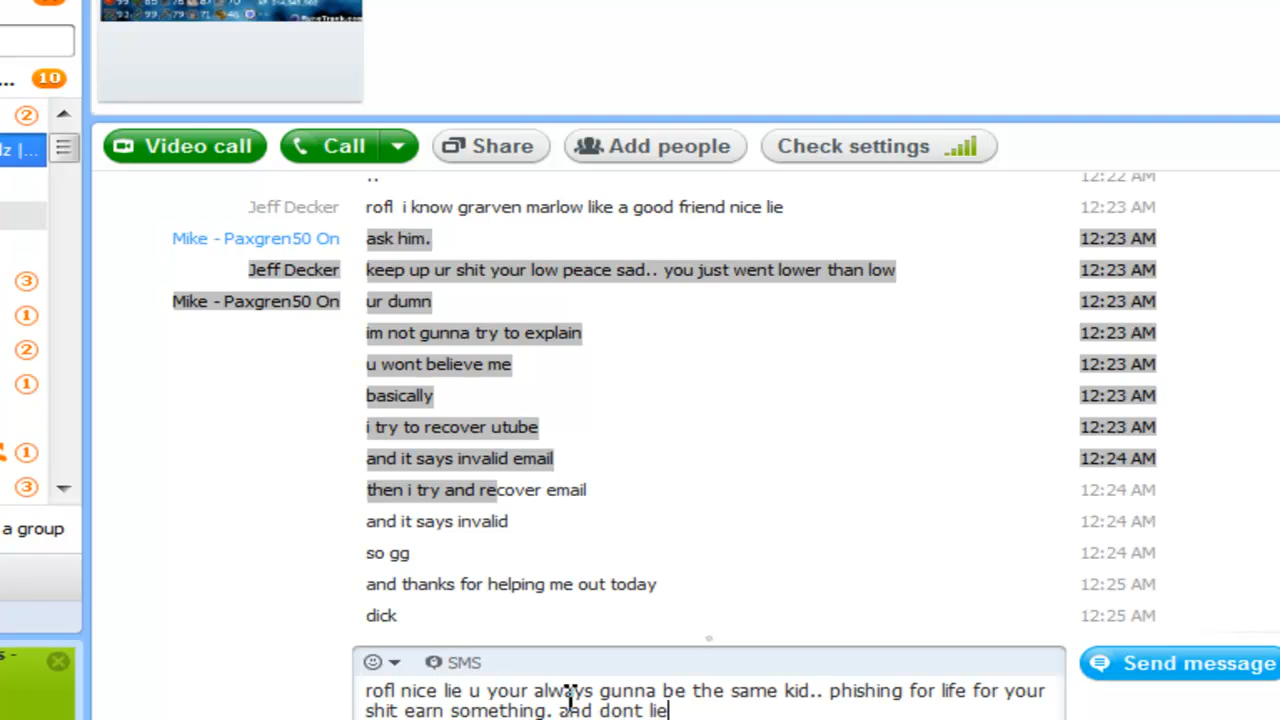 RuneTrack.com
... 10
2
lz |...
Video call Call Share Add people Check settings
.. 12:22 AM
Jeff Decker rofl i know grarven marlow like a good friend nice lie 12:23 AM
Mike - Paxgren50 On ask him. 12:23 AM
3 Jeff Decker keep up ur shit your low peace sad.. you just went lower than low 12:23 AM
1 Mike - Paxgren50 On ur dumn 12:23 AM
im not gunna try to explain 12:23 AM
2
u wont believe me 12:23 AM
1
basically 12:23 AM
i try to recover utube 12:23 AM
1 and it says invalid email 12:24 AM
3 then i try and recover email 12:24 AM
and it says invalid 12:24 AM
a group
so gg 12:24 AM
and thanks for helping me out today 12:25 AM
dick 12:25 AM
s -
SMS Send message
rofl nice lie u your always gunna be the same kid.. phishing for life for your
shit earn something. and dont lie